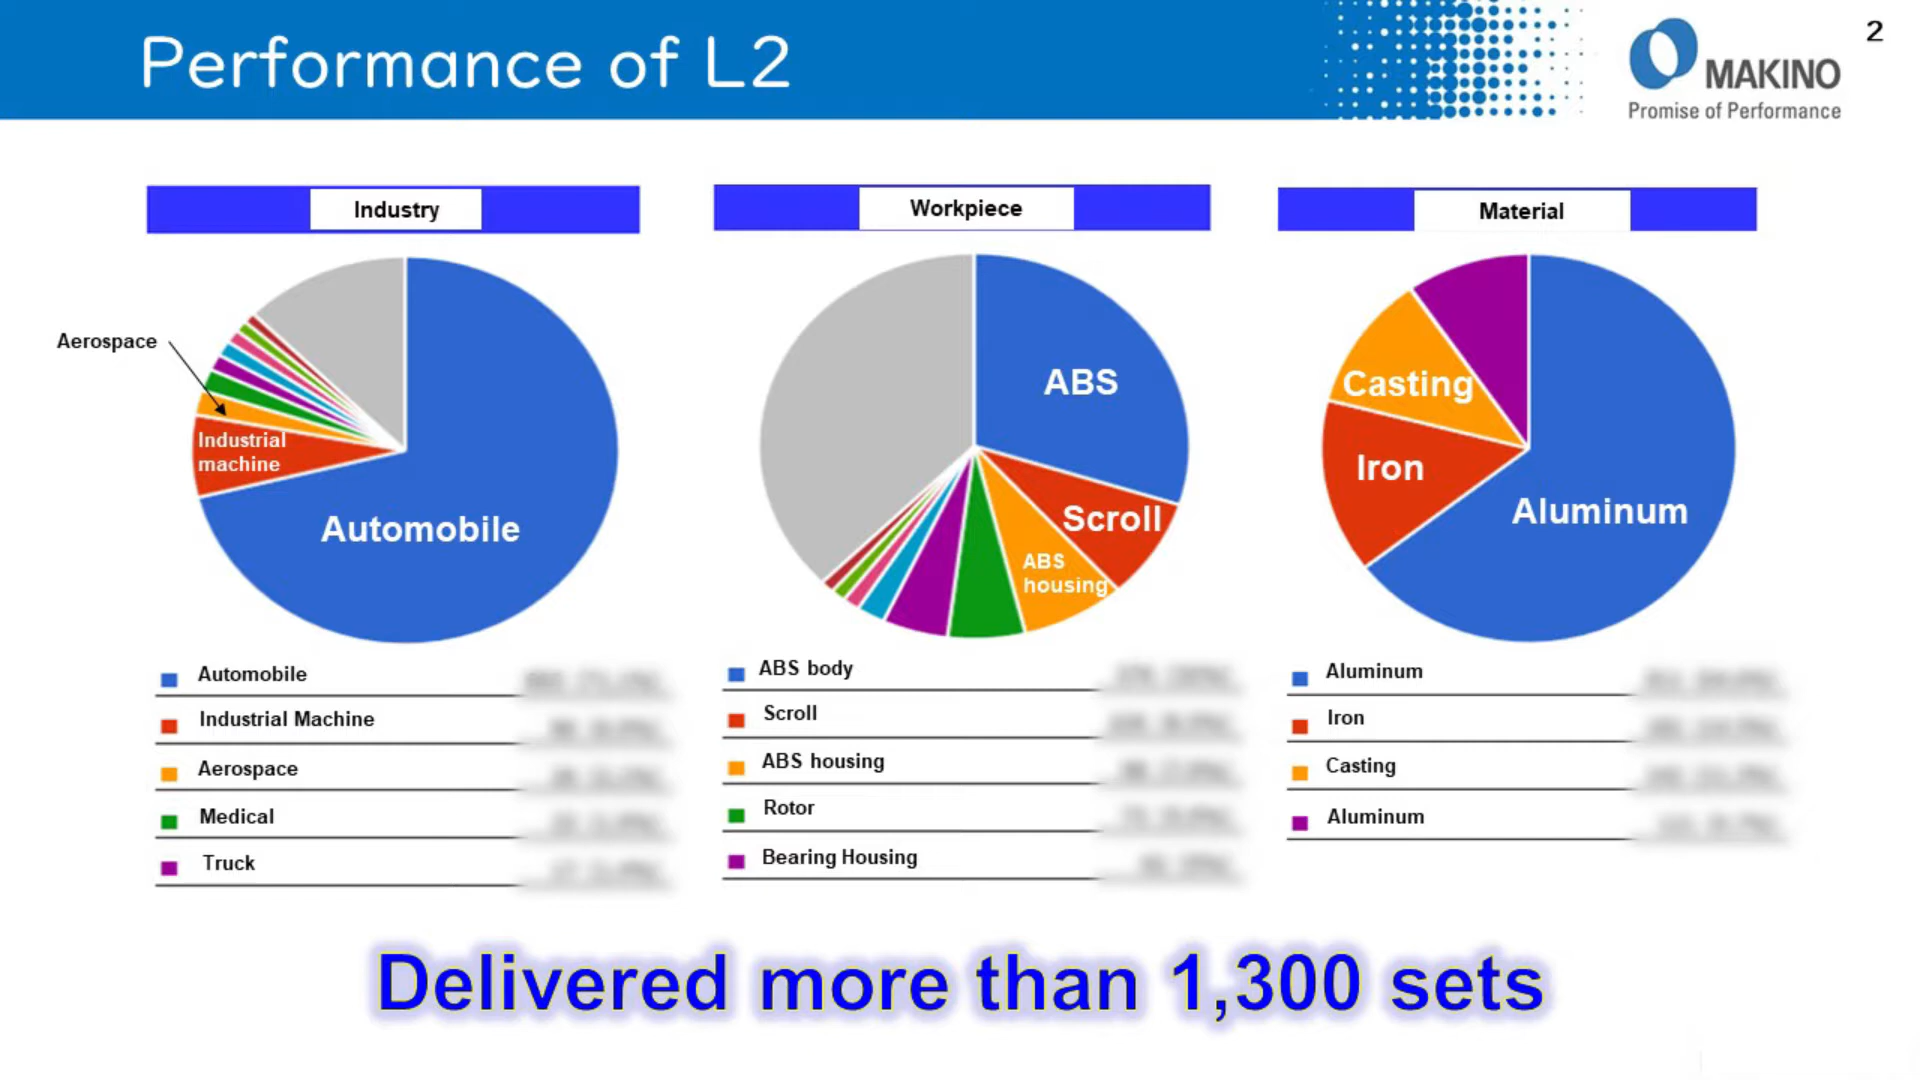 Performance of L2
2
MAKINO
Promise of Performance
Industry
Workpiece
Material
Aerospace
Industrial
machine
Automobile
ABS
Scroll
ABS
housing
Casting
Iron
Aluminum
Automobile
Industrial Machine
Aerospace
Medical
Truck
ABS body
Scroll
ABS housing
Rotor
Bearing Housing
Aluminum
Iron
Casting
Aluminum
Delivered more than 1,300 sets